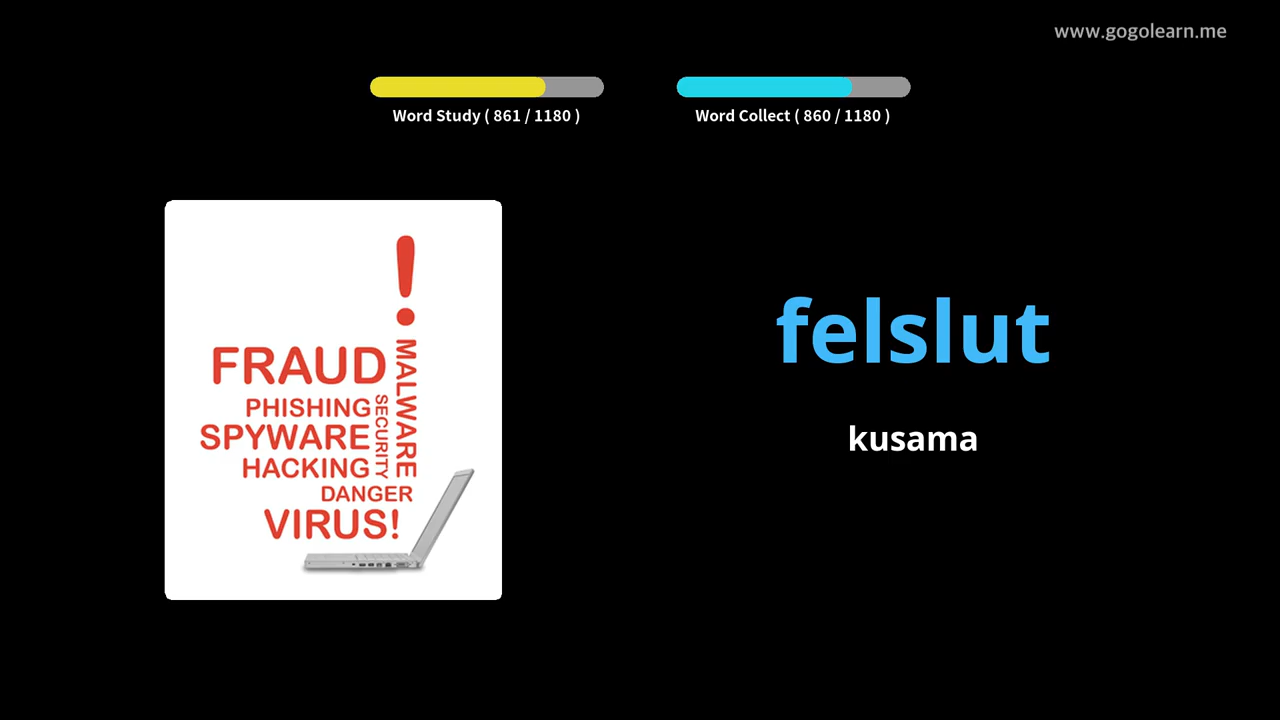 www.gogolearn.me
Word Study ( 861 / 1180 )
Word Collect ( 860 / 1180 )
!
FRAUD
MALWARE
PHISHING
SECURITY
SPYWARE
HACKING
DANGER
VIRUS!
felslut
kusama